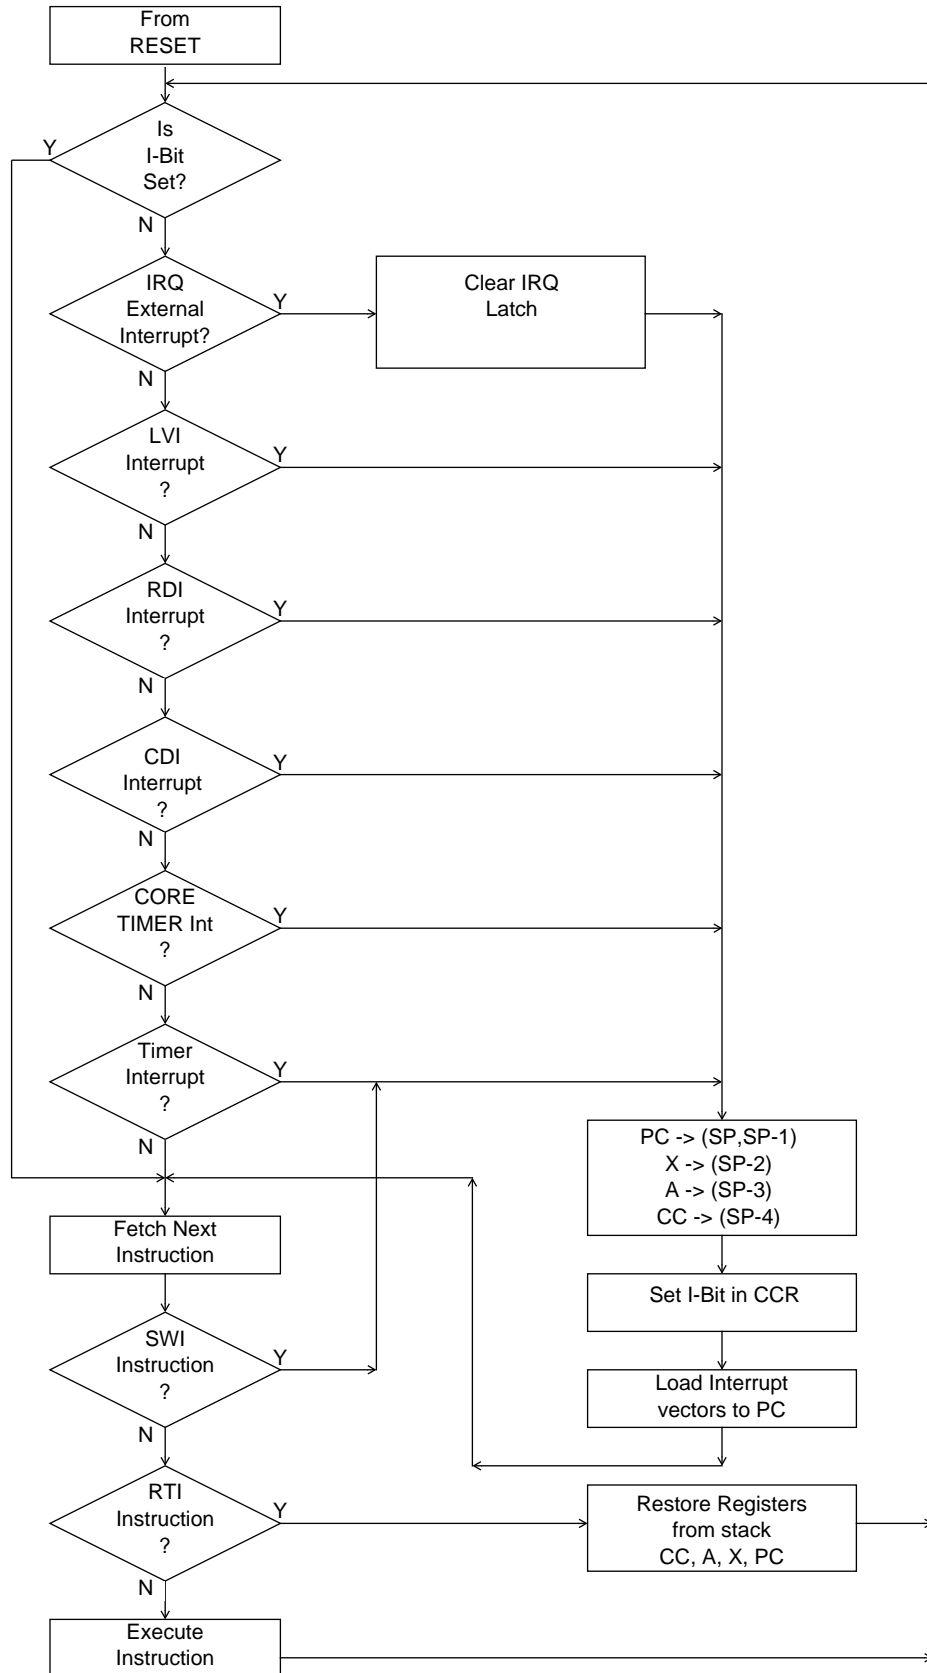 From
RESET
Is
I-Bit
Set?
Y
N
IRQ
External
Interrupt?
Y
N
Clear IRQ
Latch
LVI
Interrupt
?
Y
N
RDI
Interrupt
?
Y
N
CDI
Interrupt
?
Y
N
CORE
TIMER Int
?
Y
N
Timer
Interrupt
?
Y
N
PC -> (SP,SP-1)
X -> (SP-2)
A -> (SP-3)
CC -> (SP-4)
Fetch Next
Instruction
Set I-Bit in CCR
SWI
Instruction
?
Y
N
Load Interrupt
vectors to PC
RTI
Instruction
?
Y
N
Restore Registers
from stack
CC, A, X, PC
Execute
Instruction